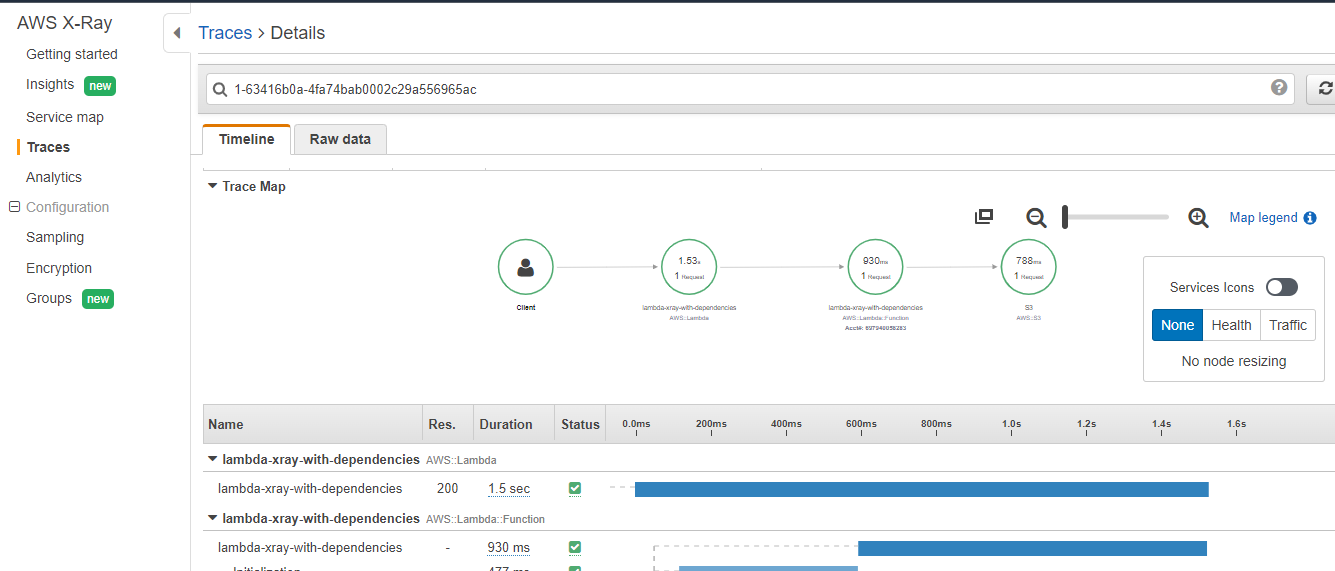 AWS X-Ray
Getting started
Insights new
Service map
Traces
Analytics
Configuration
Sampling
Encryption
Groups new
Traces > Details
1-63416b0a-4fa74bab0002c29a556965ac
Timeline
Raw data
Trace Map
Map legend
Client
1.53s
1 Request
lambda-xray-with-dependencies
AWS::Lambda
930ms
1 Request
lambda-xray-with-dependencies
AWS::Lambda::Function
788ms
1 Request
S3
AWS::S3
Services Icons
None Health Traffic
No node resizing
Name Res. Duration Status 0.0ms 200ms 400ms 600ms 800ms 1.0s 1.2s 1.4s 1.6s
lambda-xray-with-dependencies AWS::Lambda
lambda-xray-with-dependencies 200 1.5 sec
lambda-xray-with-dependencies AWS::Lambda::Function
lambda-xray-with-dependencies - 930 ms
Initialization 477 ms